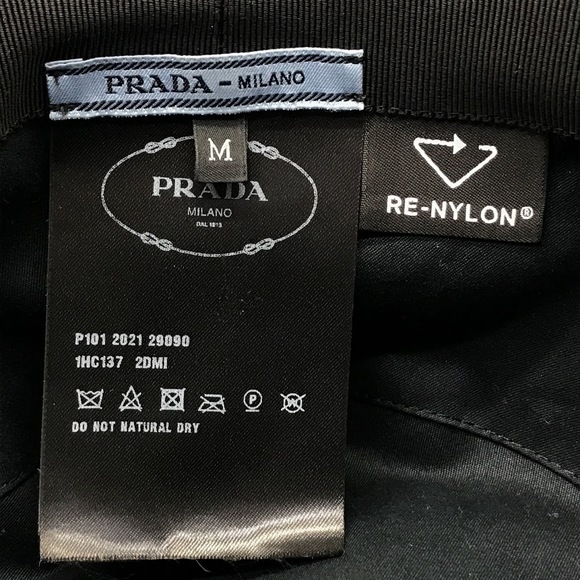 PRADA - MILANO
M
PRADA
MILANO
DAL 1913
RE-NYLON®
P101 2021 29090
1HC137 2DMI
P
W
DO NOT NATURAL DRY